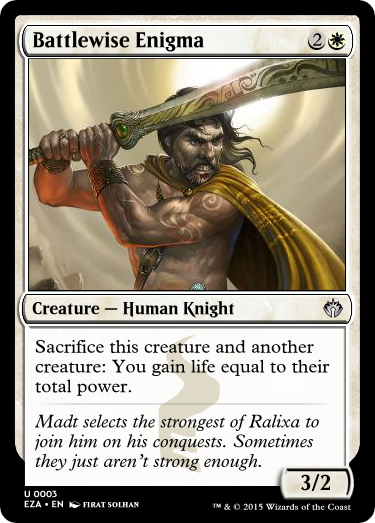 Battlewise Enigma 2
Creature — Human Knight
Sacrifice this creature and another
creature: You gain life equal to their
total power.
Madt selects the strongest of Ralixa to
join him on his conquests. Sometimes
they just aren't strong enough.
3/2
U 0003
EZA • EN FIRAT SOLHAN
™ & © 2015 Wizards of the Coast